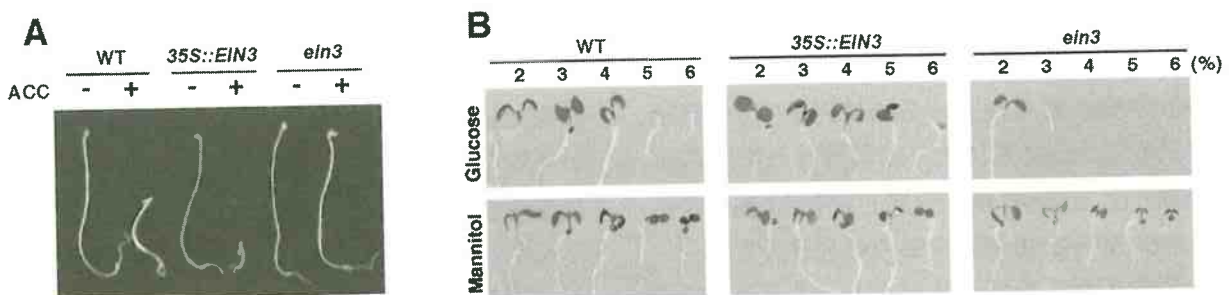 A
WT 35S::EIN3 ein3
ACC - + - + - +
B
WT 35S::EIN3 ein3
2 3 4 5 6 2 3 4 5 6 2 3 4 5 6 (%)
Glucose
Mannitol